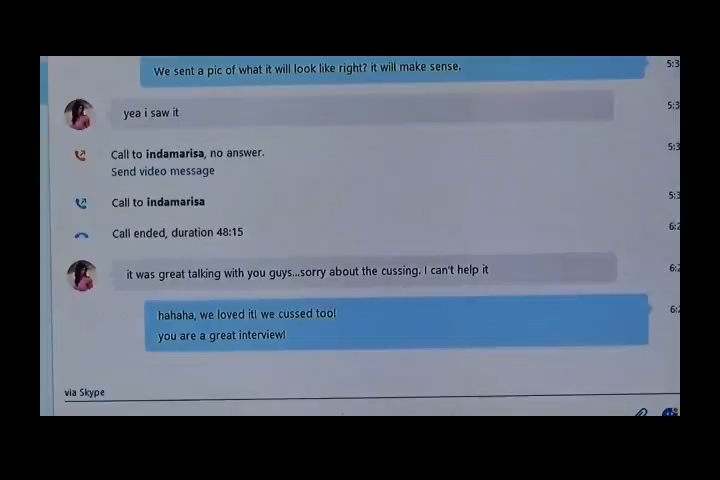 We sent a pic of what it will look like right? it will make sense.
yea i saw it
Call to indamarisa, no answer.
Send video message
Call to indamarisa
Call ended, duration 48:15
it was great talking with you guys...sorry about the cussing. I can't help it
hahaha, we loved it! we cussed too!
you are a great interview!
via Skype